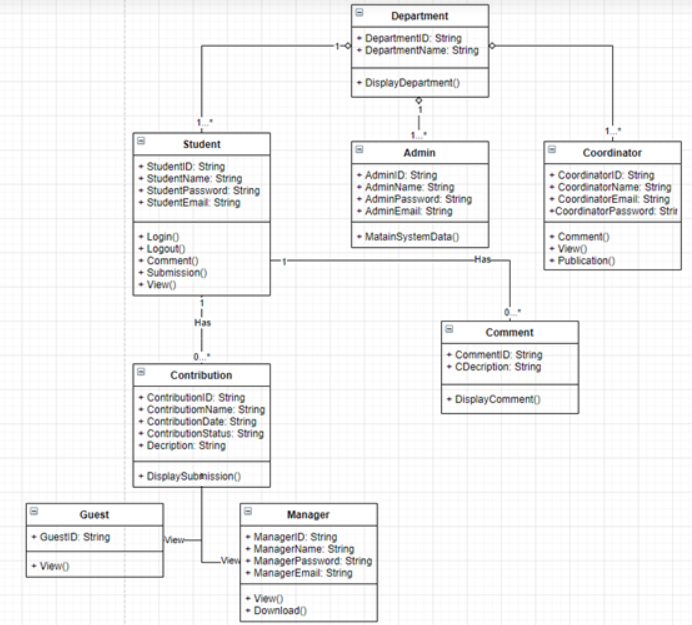 Department
+ DepartmentID: String
+ DepartmentName: String
+ DisplayDepartment()
1
1
1...*
1...*
1...*
Student
+ StudentID: String
+ StudentName: String
+ StudentPassword: String
+ StudentEmail: String
+ Login()
+ Logout()
+ Comment()
+ Submission()
+ View()
Admin
+ AdminID: String
+ AdminName: String
+ AdminPassword: String
+ AdminEmail: String
+ MatainSystemData()
Coordinator
+ CoordinatorID: String
+ CoordinatorName: String
+ CoordinatorEmail: String
+CoordinatorPassword: Strir
+ Comment()
+ View()
+ Publication()
1
Has
0...*
1
Has
0...*
Comment
+ CommentID: String
+ CDecription: String
+ DisplayComment()
Contribution
+ ContributionID: String
+ ContributiomName: String
+ ContributionDate: String
+ ContributionStatus: String
+ Decription: String
+ DisplaySubmission()
Guest
+ GuestID: String
+ View()
View
View
Manager
+ ManagerID: String
+ ManagerName: String
+ ManagerPassword: String
+ ManagerEmail: String
+ View()
+ Download()